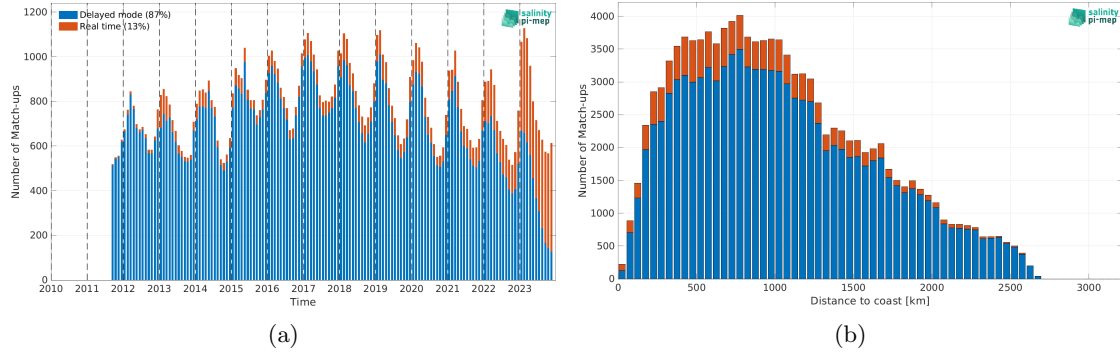 Delayed mode (87%)
Real time (13%)
salinity
pi-mep
1200
1000
800
600
400
200
0
Number of Match-ups
2010 2011 2012 2013 2014 2015 2016 2017 2018 2019 2020 2021 2022 2023
Time
(a)
salinity
pi-mep
4000
3500
3000
2500
2000
1500
1000
500
0
Number of Match-ups
0 500 1000 1500 2000 2500 3000
Distance to coast [km]
(b)